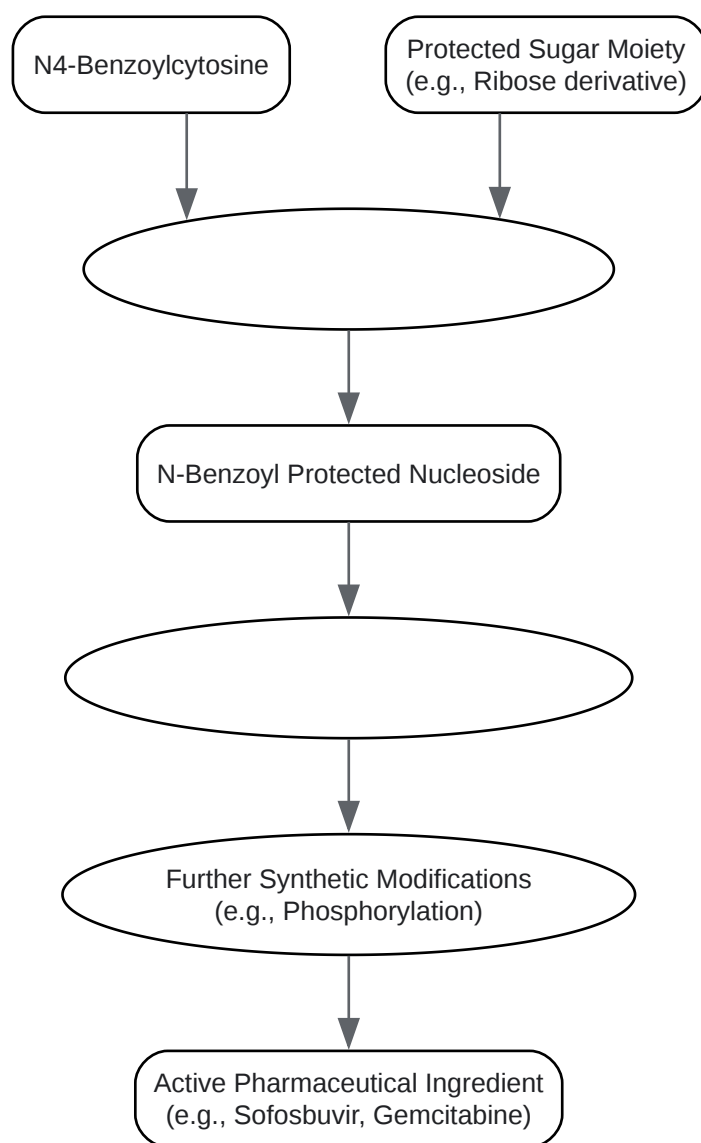 N4-Benzoylcytosine
Protected Sugar Moiety
(e.g., Ribose derivative)
N-Benzoyl Protected Nucleoside
Further Synthetic Modifications
(e.g., Phosphorylation)
Active Pharmaceutical Ingredient
(e.g., Sofosbuvir, Gemcitabine)